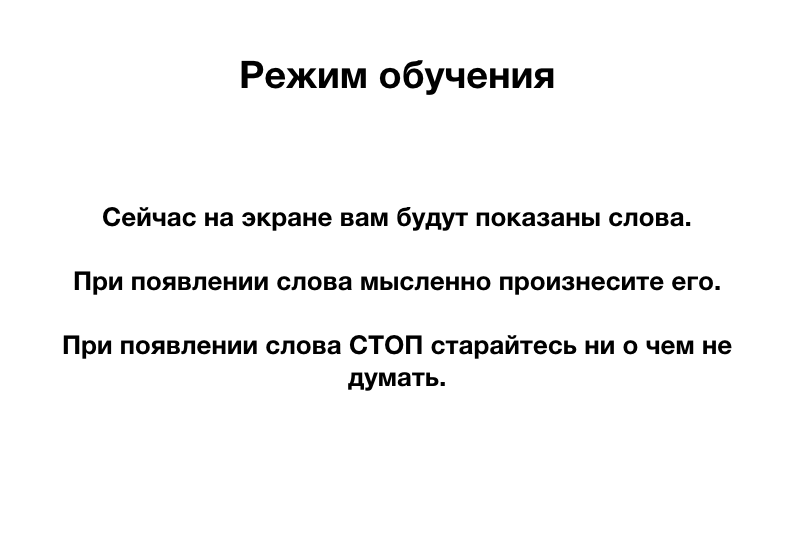 Режим обучения
Сейчас на экране вам будут показаны слова.
При появлении слова мысленно произнесите его.
При появлении слова СТОП старайтесь ни о чем не
думать.